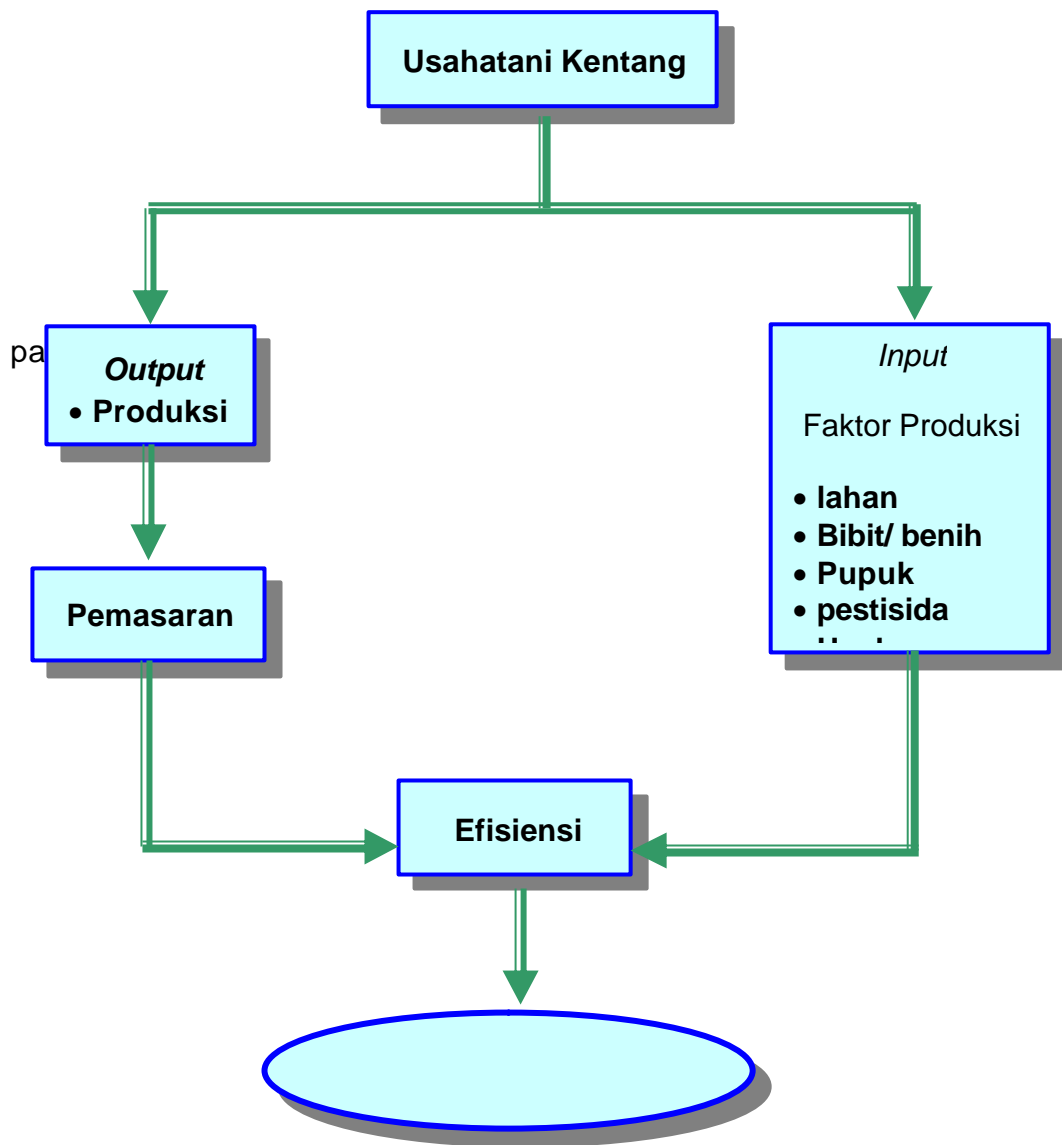 Usahatani Kentang
pa
Output
• Produksi
Input
Faktor Produksi
• lahan
• Bibit/ benih
• Pupuk
• pestisida
Pemasaran
Efisiensi